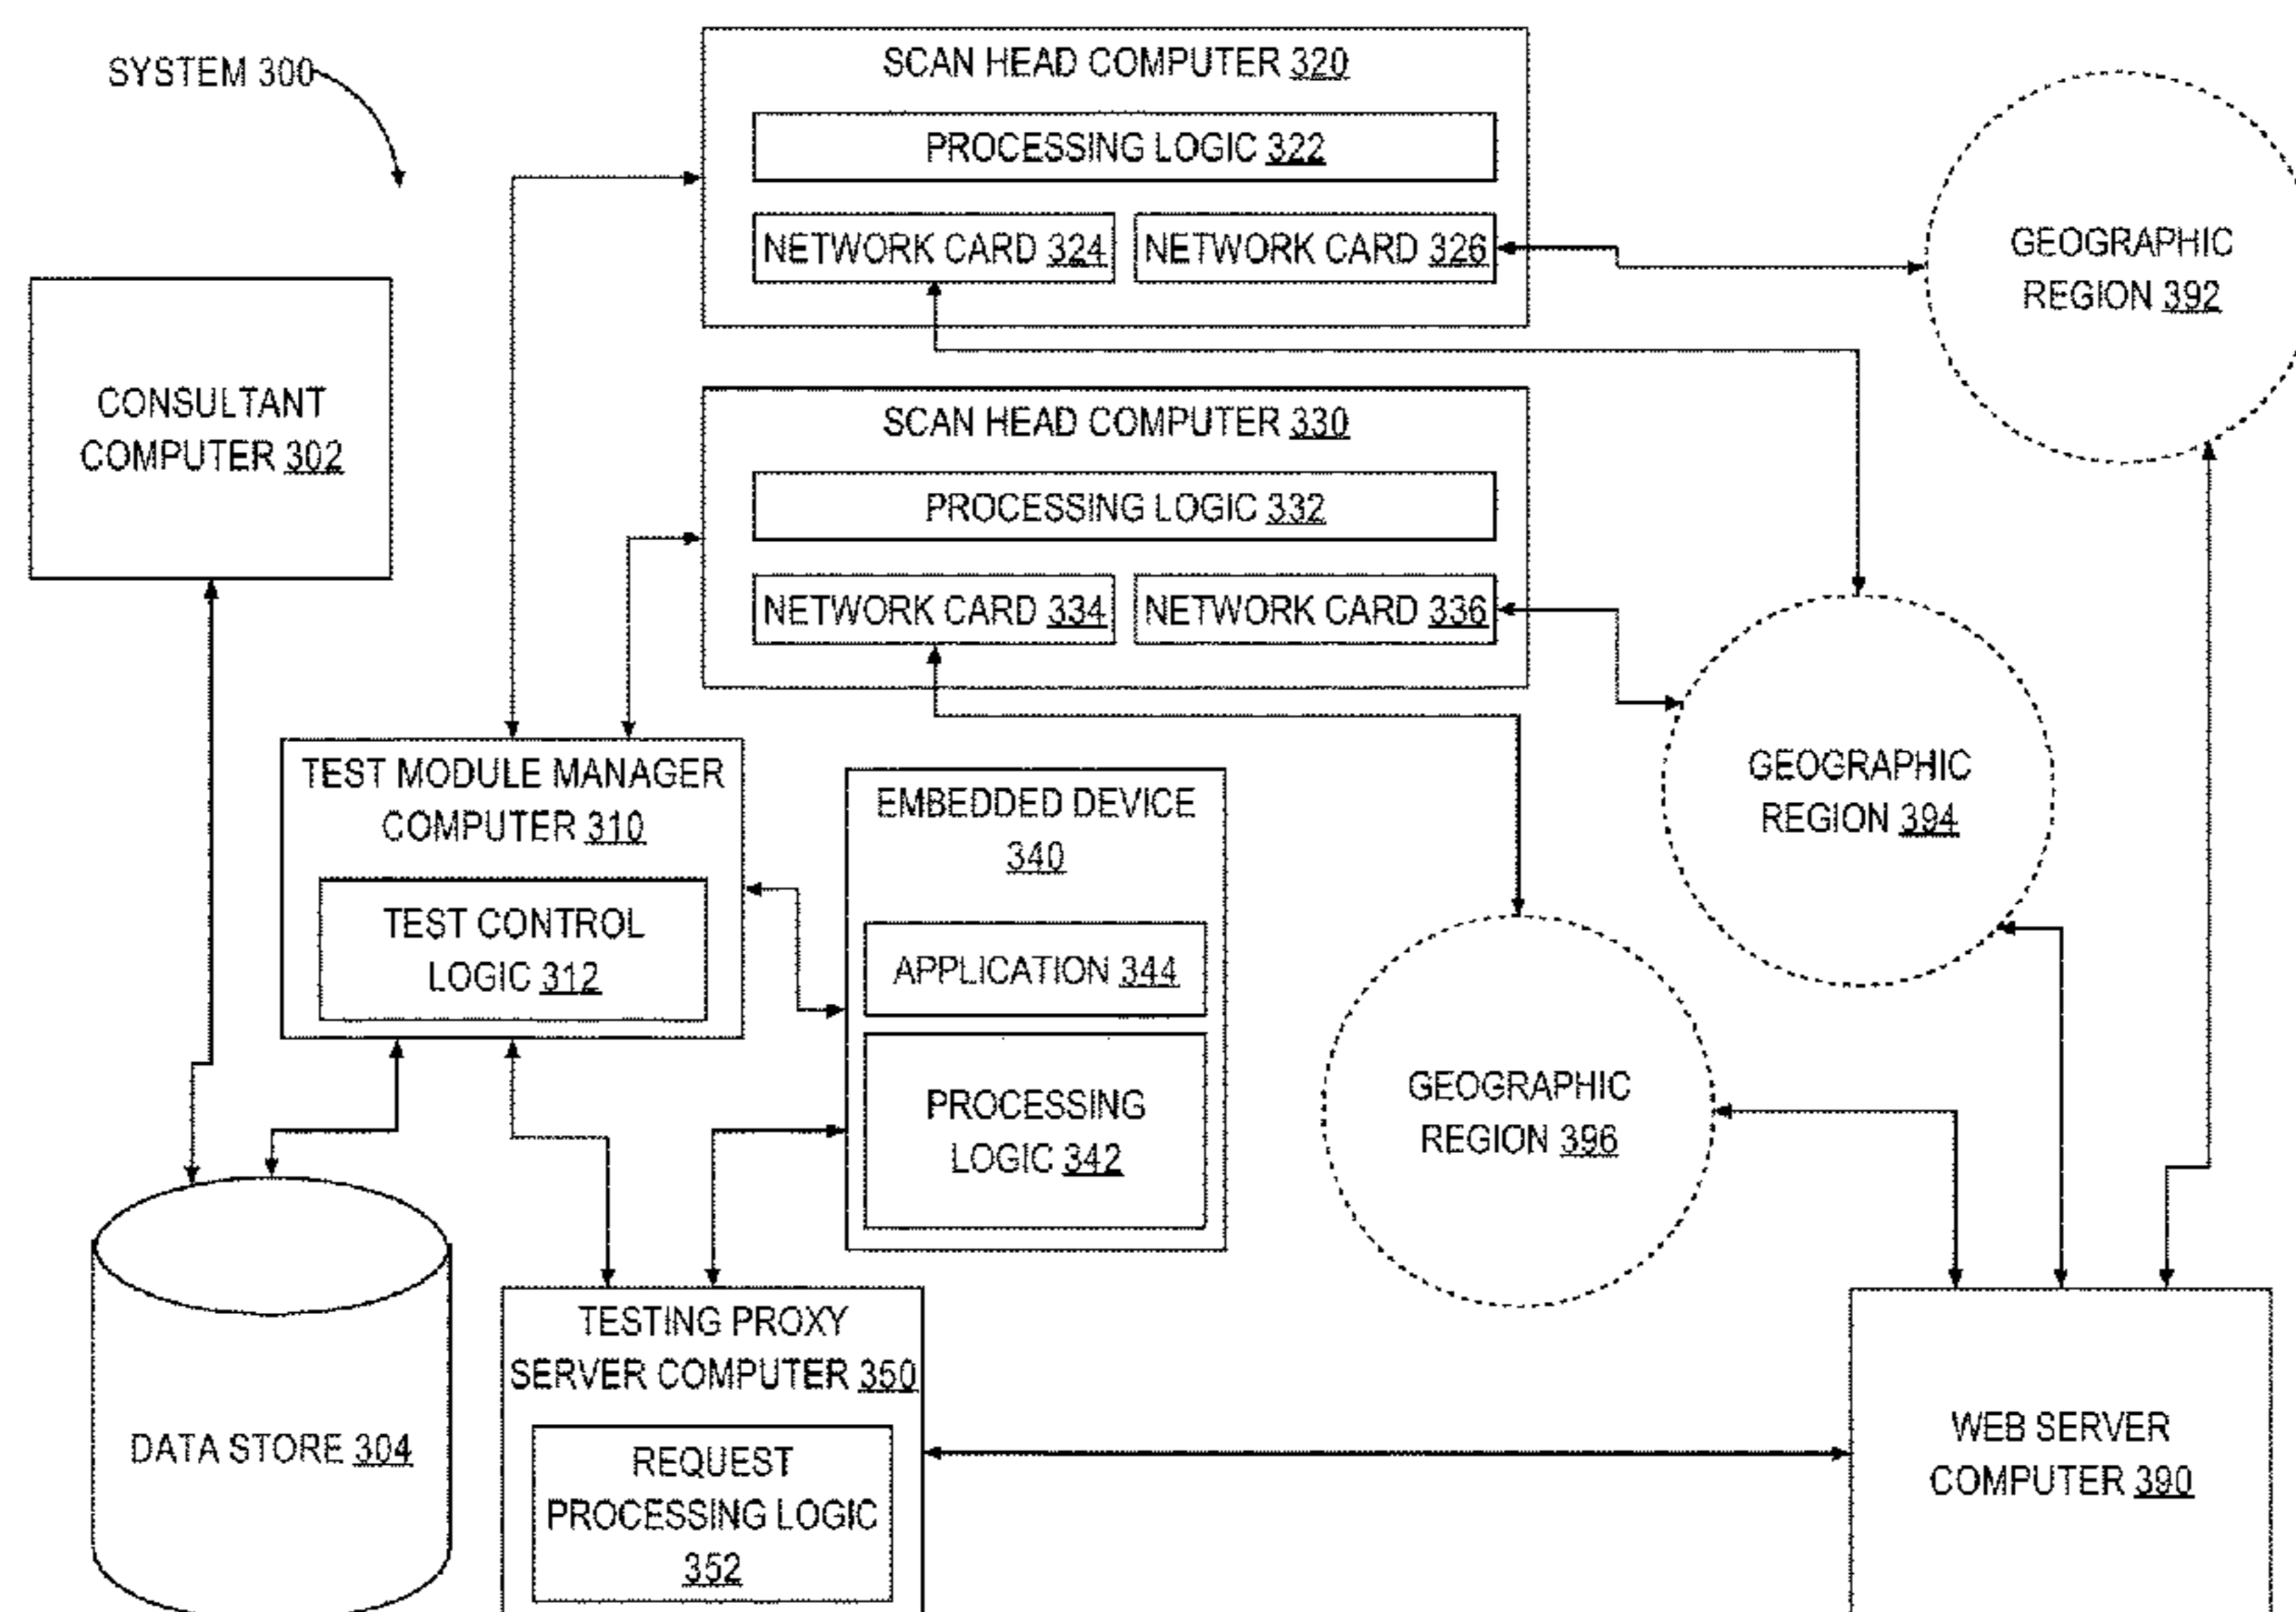 SYSTEM 300
SCAN HEAD COMPUTER 320
PROCESSING LOGIC 322
NETWORK CARD 324
NETWORK CARD 326
GEOGRAPHIC
REGION 392
CONSULTANT
COMPUTER 302
SCAN HEAD COMPUTER 330
PROCESSING LOGIC 332
NETWORK CARD 334
NETWORK CARD 336
TEST MODULE MANAGER
COMPUTER 310
TEST CONTROL
LOGIC 312
EMBEDDED DEVICE
340
APPLICATION 344
PROCESSING
LOGIC 342
GEOGRAPHIC
REGION 394
GEOGRAPHIC
REGION 396
DATA STORE 304
TESTING PROXY
SERVER COMPUTER 350
REQUEST
PROCESSING LOGIC
352
WEB SERVER
COMPUTER 390